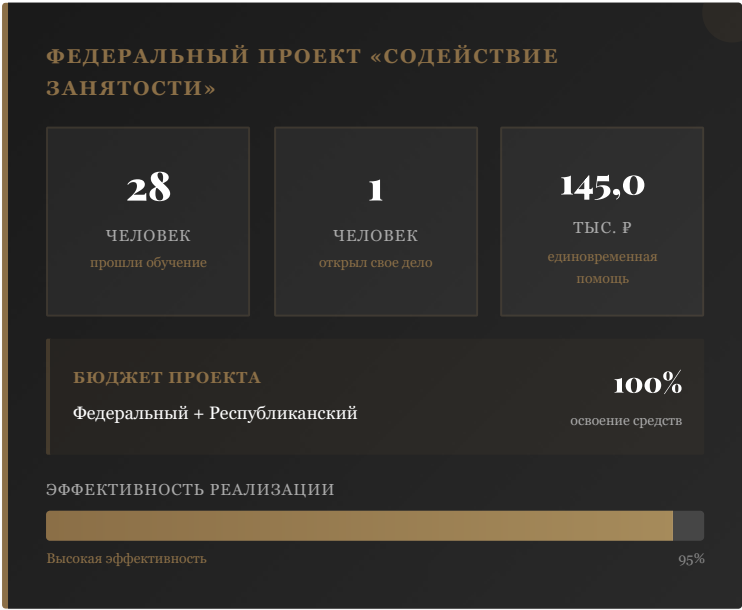 ФЕДЕРАЛЬНЫЙ ПРОЕКТ «СОДЕЙСТВИЕ
ЗАНЯТОСТИ»
28
ЧЕЛОВЕК
прошли обучение
1
ЧЕЛОВЕК
открыл свое дело
145,0
ТЫС. ₽
единовременная
помощь
БЮДЖЕТ ПРОЕКТА
Федеральный + Республиканский
100%
освоение средств
ЭФФЕКТИВНОСТЬ РЕАЛИЗАЦИИ
Высокая эффективность
95%